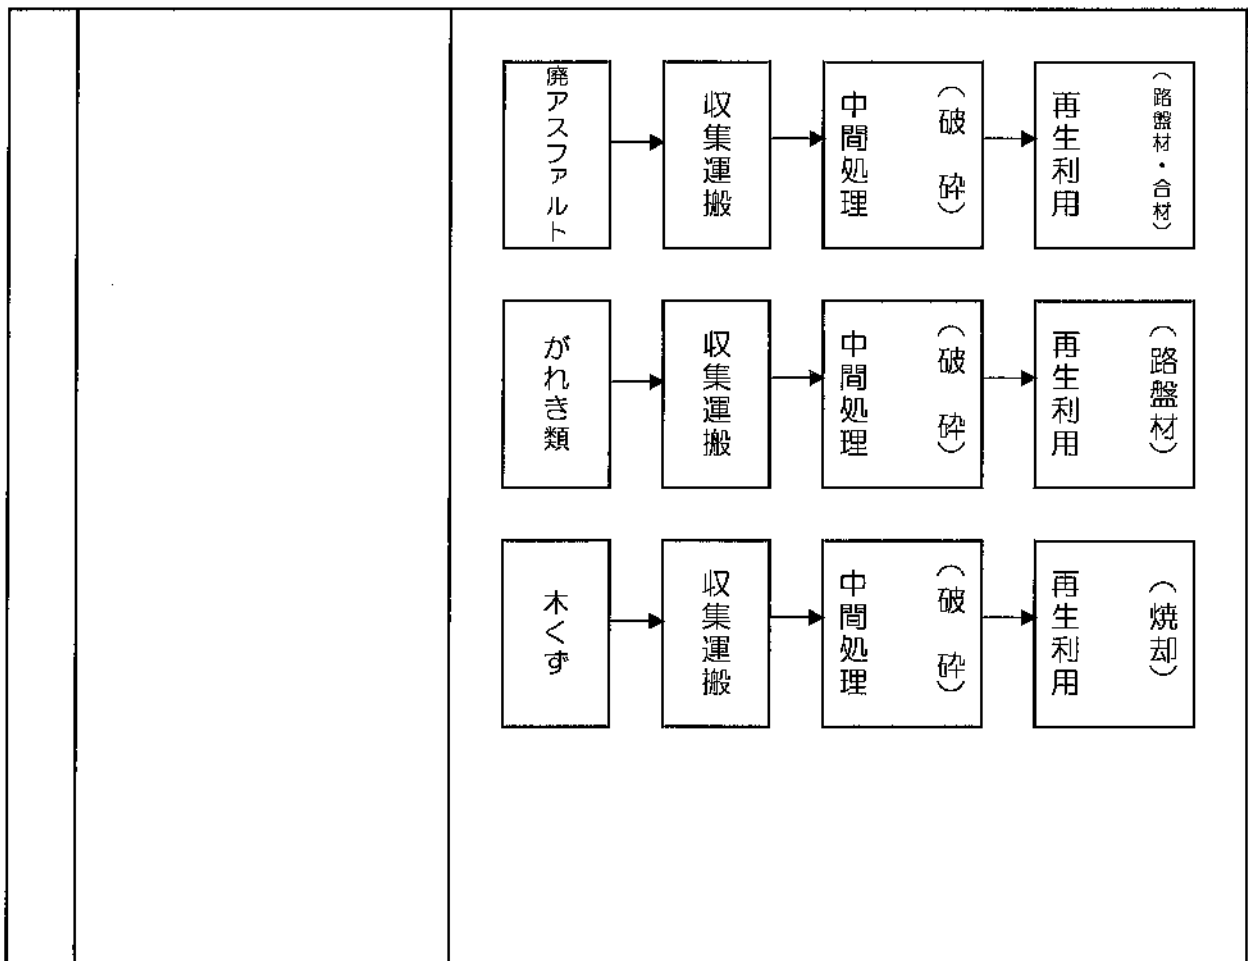 廃アスファルト
収集運搬
中間処理
（破　砕）
再生利用
（路盤材・合材）
がれき類
収集運搬
中間処理
（破　砕）
再生利用
（路盤材）
木くず
収集運搬
中間処理
（破　砕）
再生利用
（焼却）